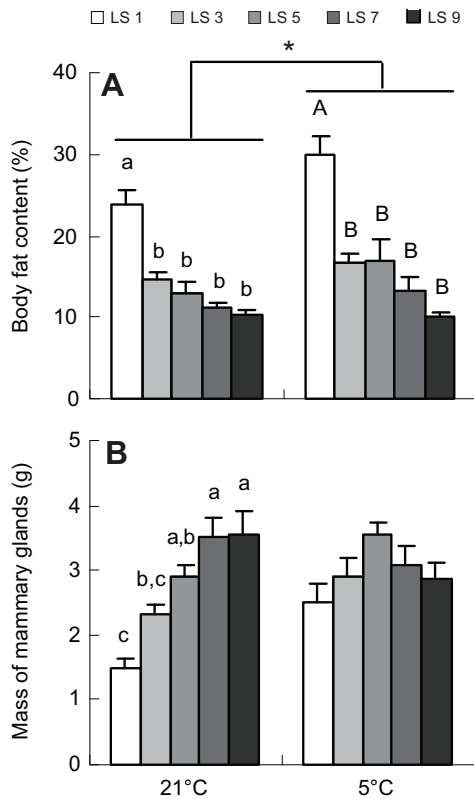 LS 1 LS 3 LS 5 LS 7 LS 9
*
A
40
30
20
10
0
Body fat content (%)
a
b
b
b
b
A
B
B
B
B
B
5
4
3
2
1
0
Mass of mammary glands (g)
c
b,c
a,b
a
a
21°C 5°C